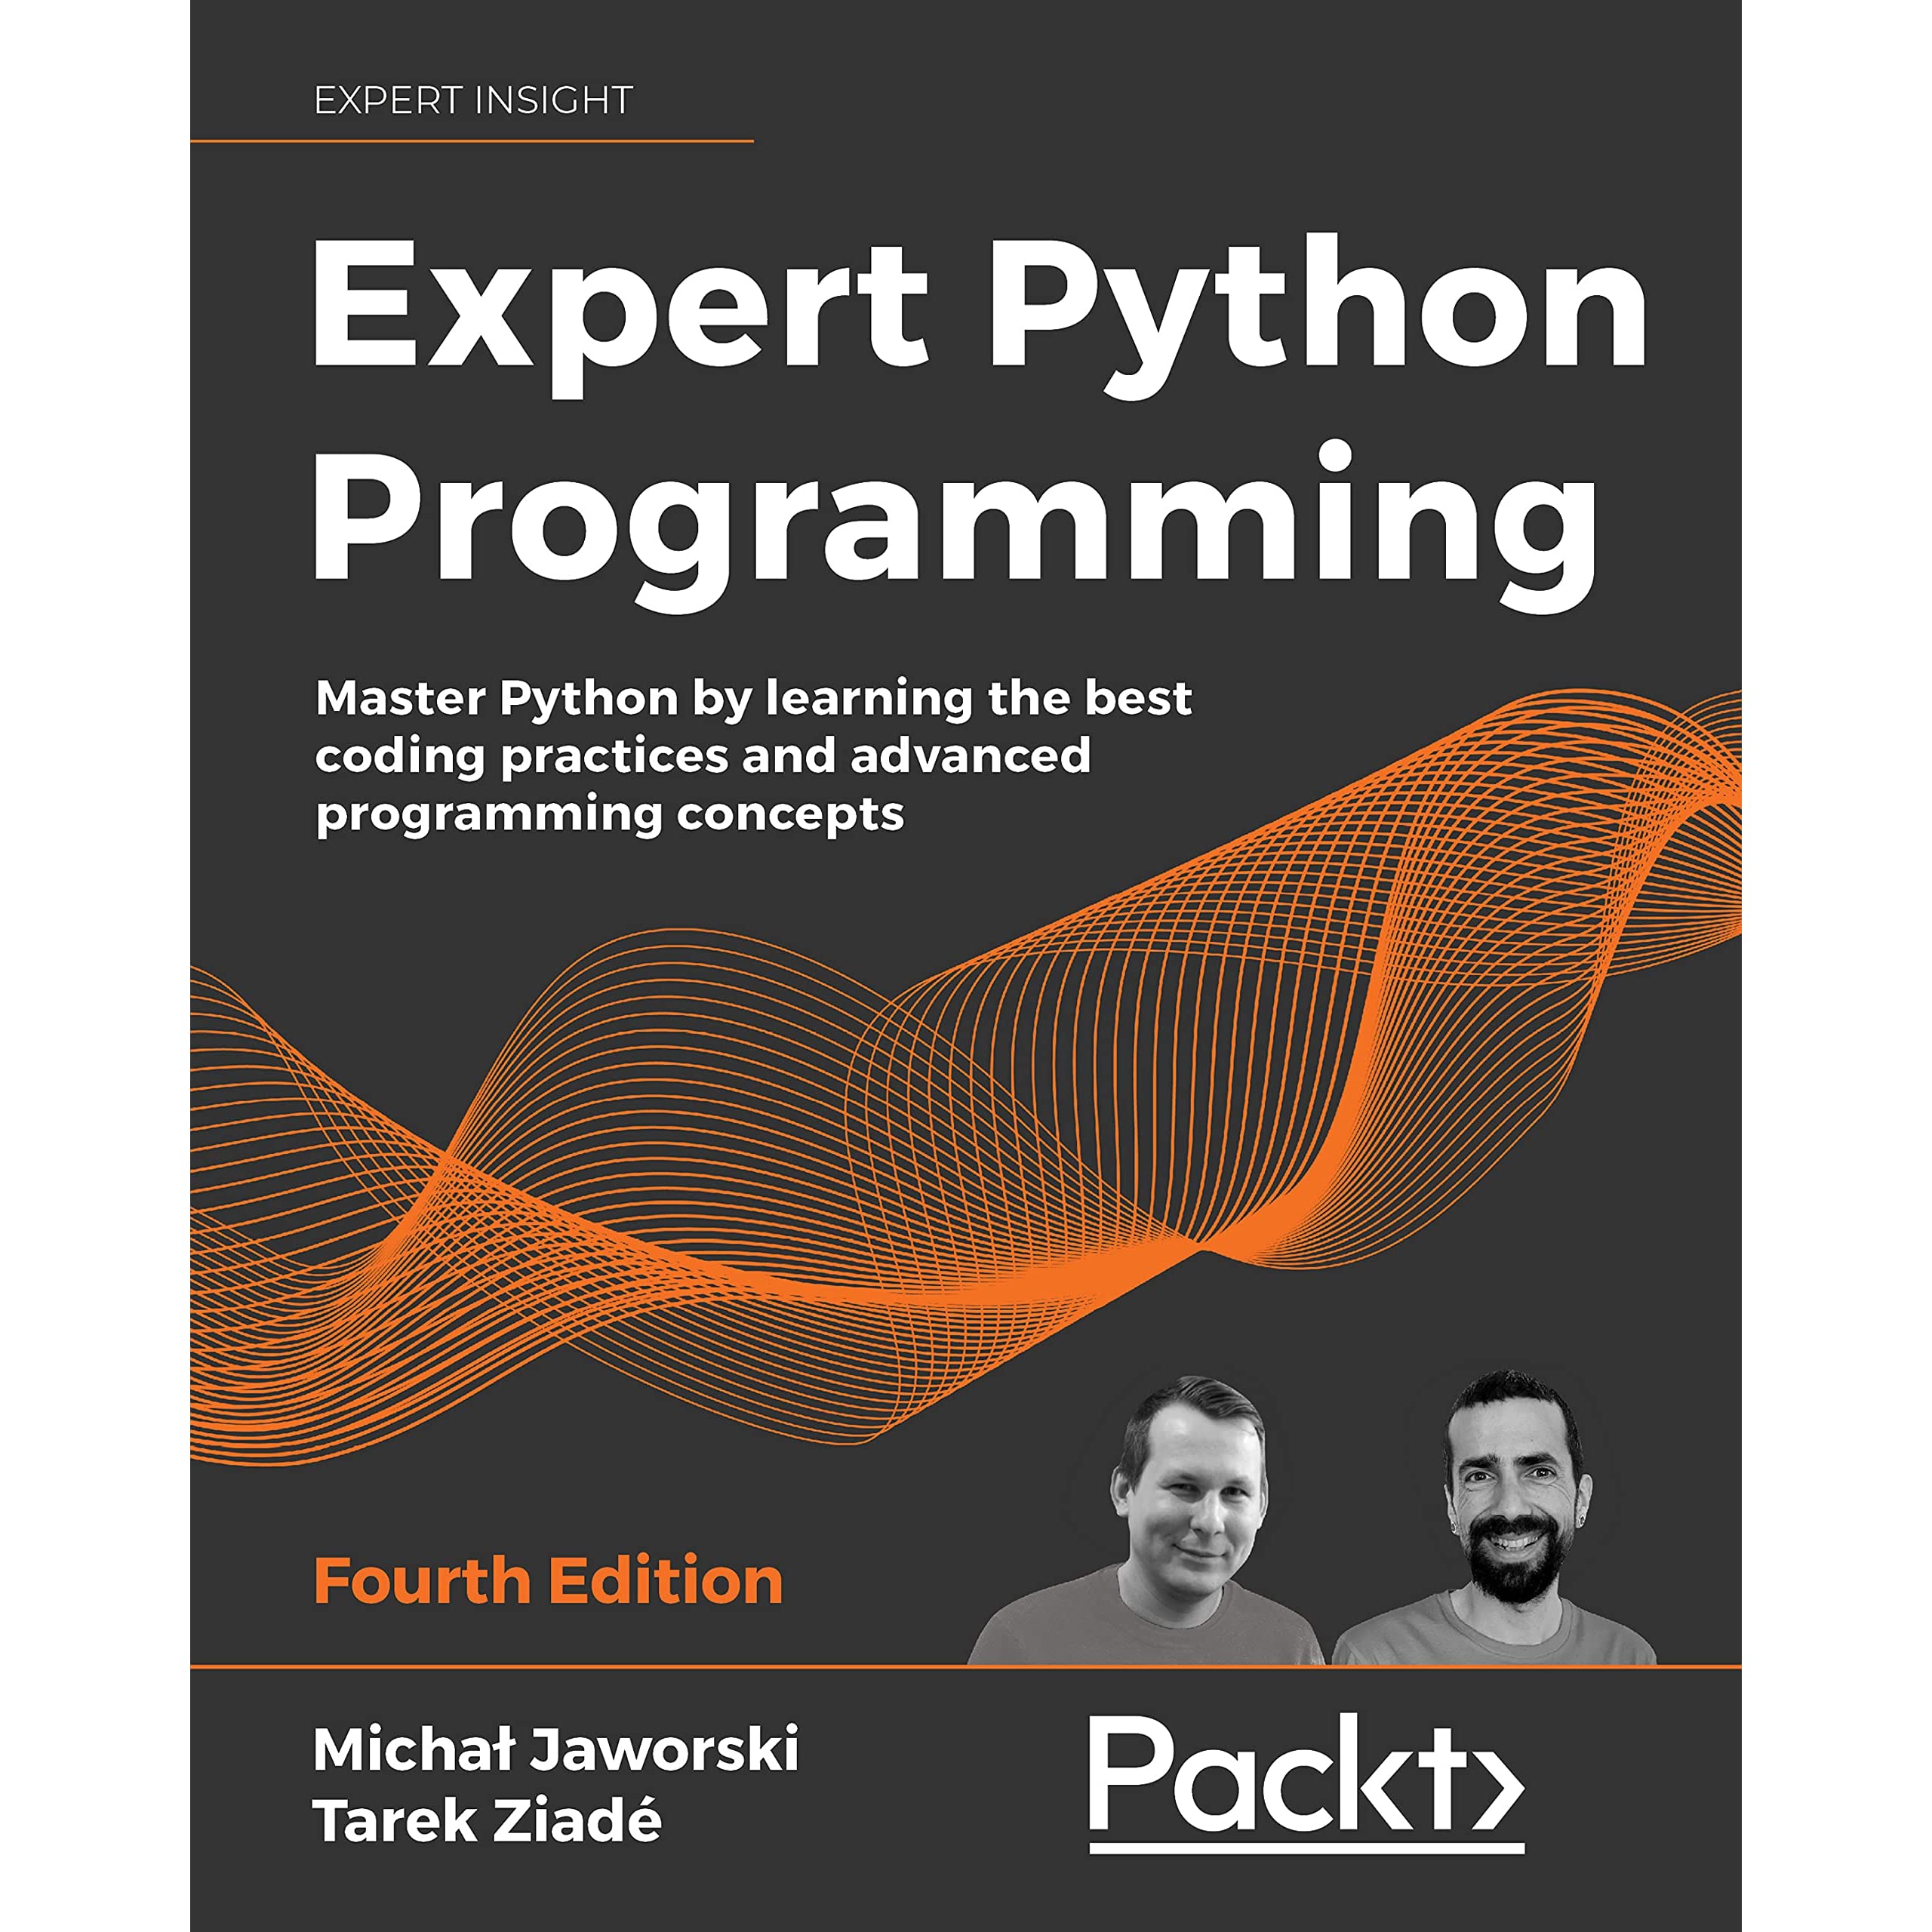 EXPERT INSIGHT
Expert Python
Programming
Master Python by learning the best
coding practices and advanced
programming concepts
Fourth Edition
Michał Jaworski
Tarek Ziadé
Packt